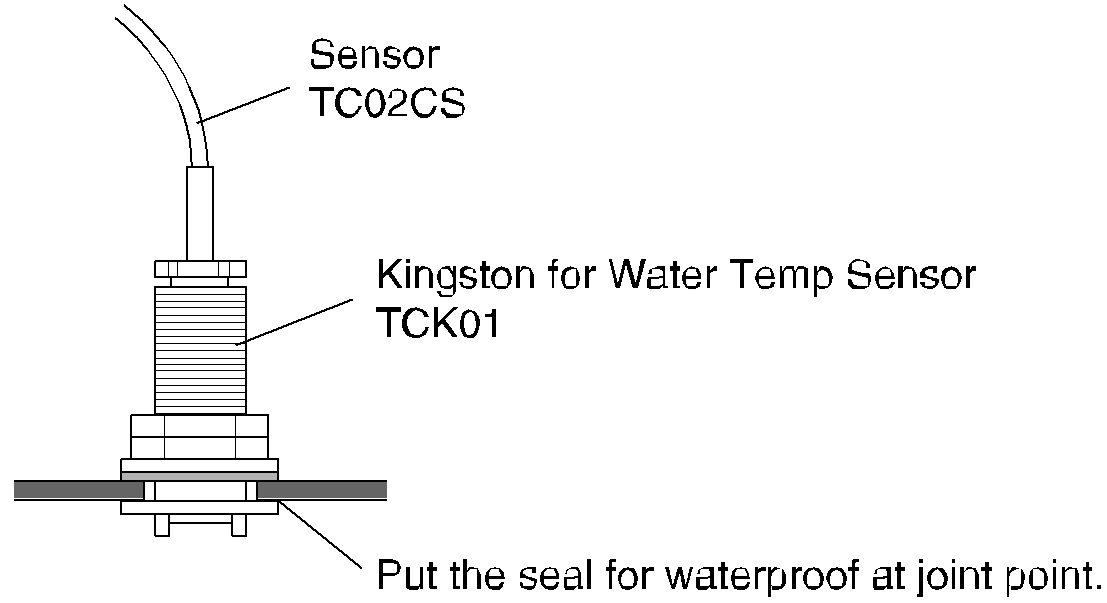 Sensor
TC02CS
Kingston for Water Temp Sensor
TCK01
Put the seal for waterproof at joint point.